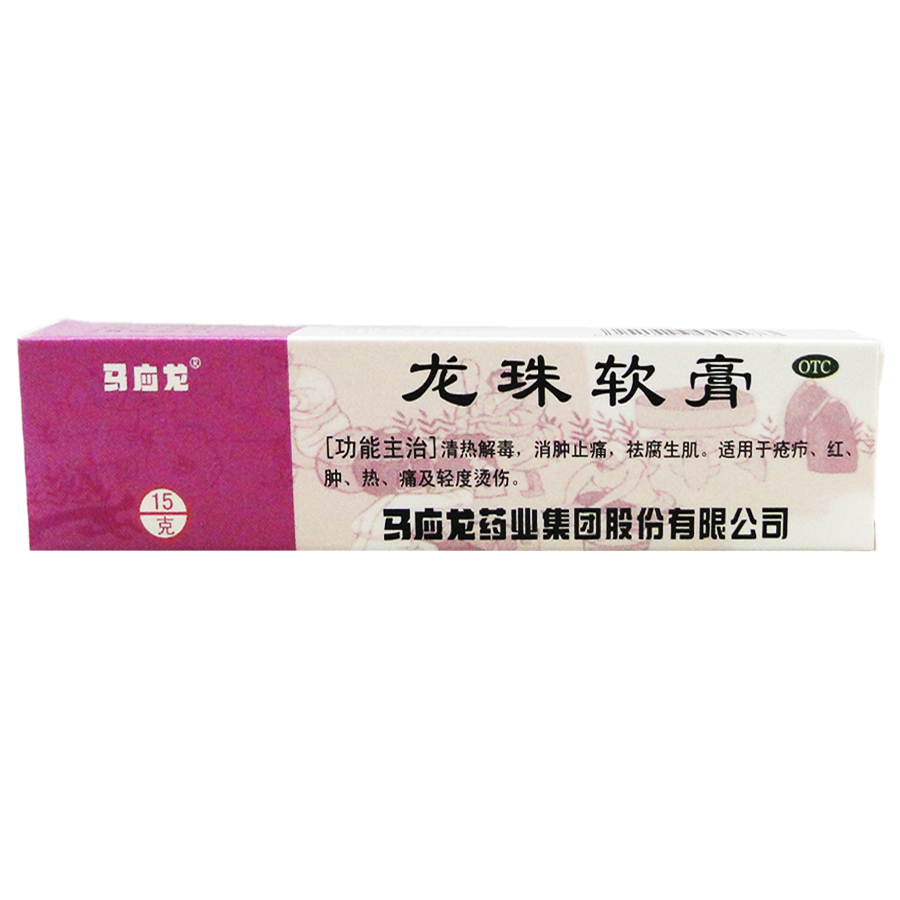 马应龙®
15
克
龙珠软膏
OTC
[功能主治]清热解毒，消肿止痛，祛腐生肌。适用于疮疖、红、
肿、热、痛及轻度烫伤。
马应龙药业集团股份有限公司